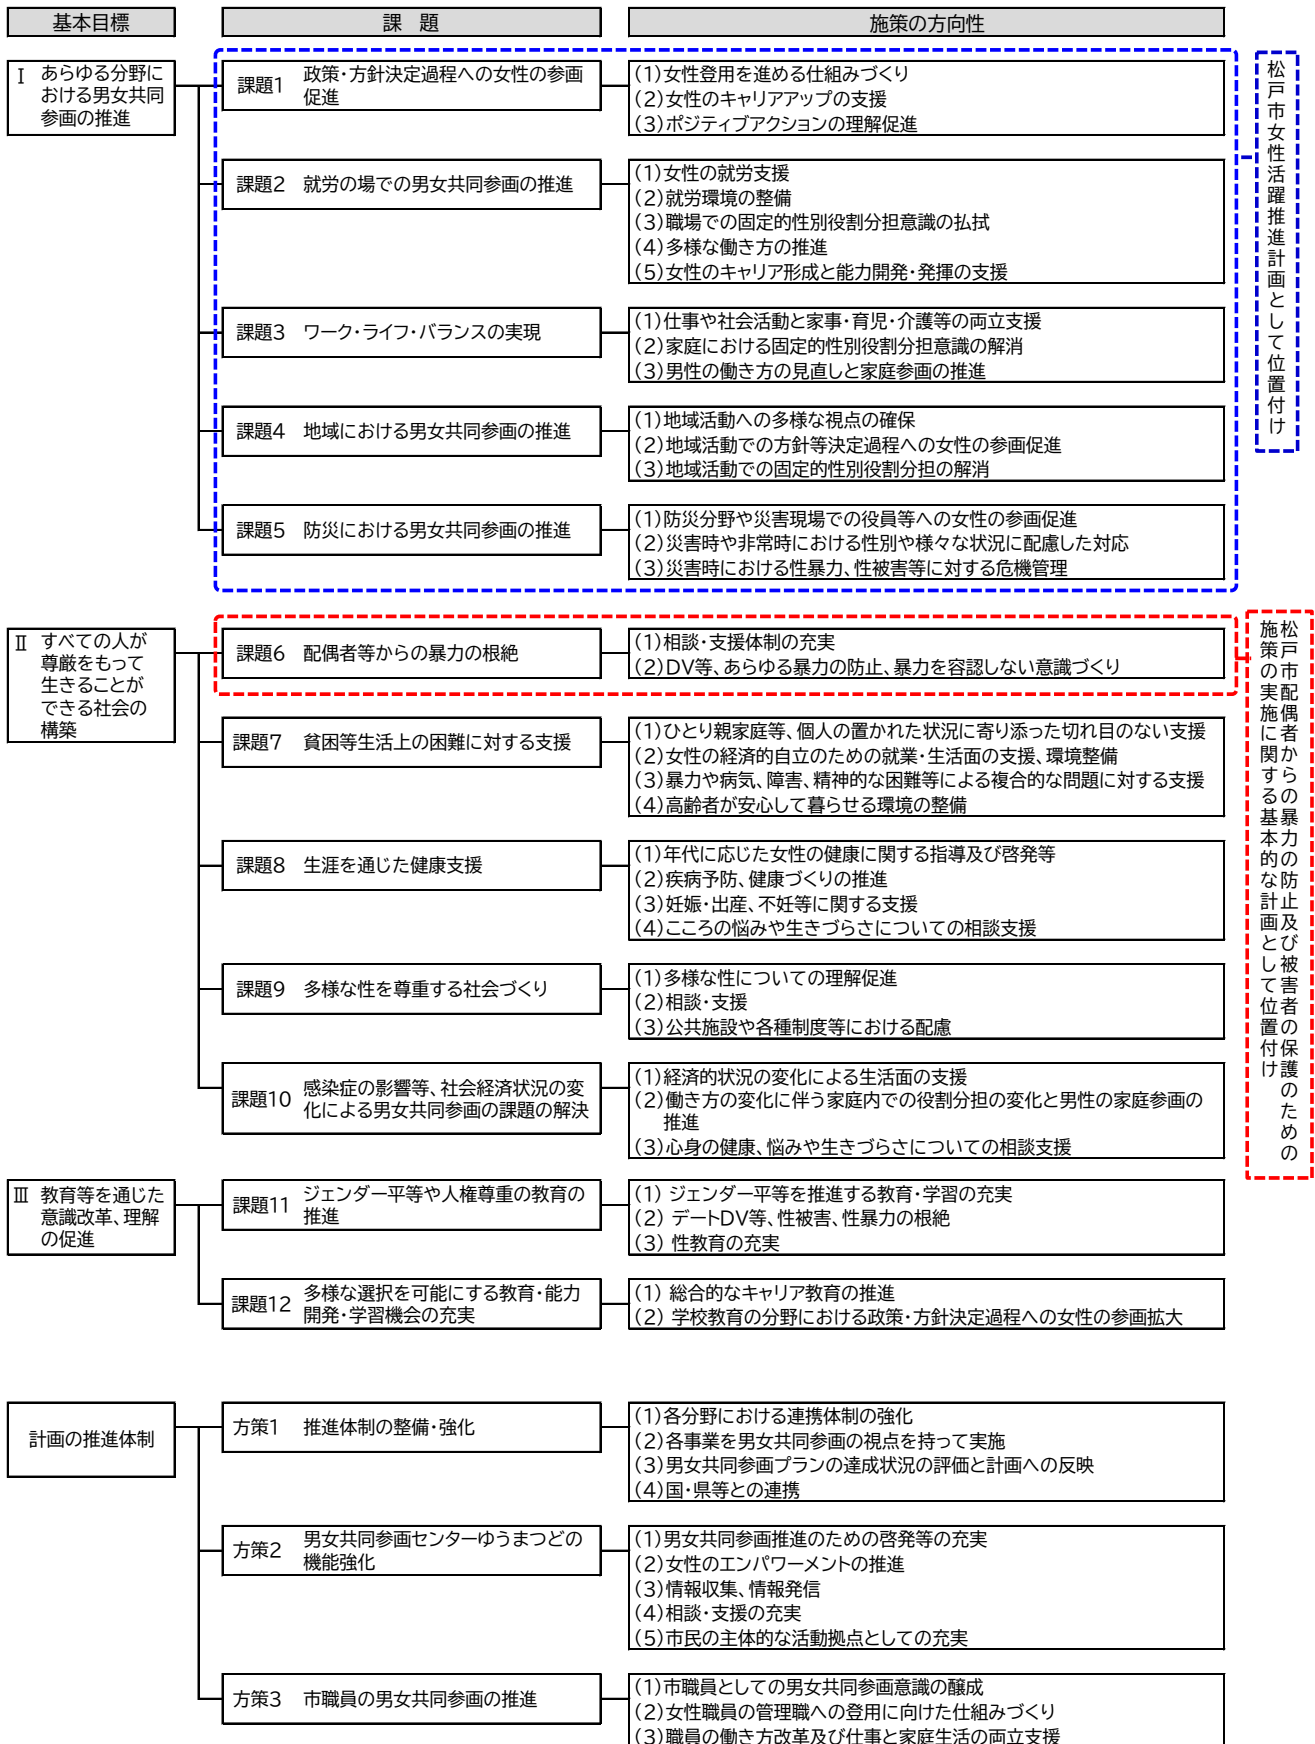 基本目標
課　題
施策の方向性
Ⅰ あらゆる分野に
おける男女共同
参画の推進
課題1 政策・方針決定過程への女性の参画
促進
(1)女性登用を進める仕組みづくり
(2)女性のキャリアアップの支援
(3)ポジティブアクションの理解促進
課題2 就労の場での男女共同参画の推進
(1)女性の就労支援
(2)就労環境の整備
(3)職場での固定的性別役割分担意識の払拭
(4)多様な働き方の推進
(5)女性のキャリア形成と能力開発・発揮の支援
課題3 ワーク・ライフ・バランスの実現
(1)仕事や社会活動と家事・育児・介護等の両立支援
(2)家庭における固定的性別役割分担意識の解消
(3)男性の働き方の見直しと家庭参画の推進
課題4 地域における男女共同参画の推進
(1)地域活動への多様な視点の確保
(2)地域活動での方針等決定過程への女性の参画促進
(3)地域活動での固定的性別役割分担の解消
課題5 防災における男女共同参画の推進
(1)防災分野や災害現場での役員等への女性の参画促進
(2)災害時や非常時における性別や様々な状況に配慮した対応
(3)災害時における性暴力、性被害等に対する危機管理
松戸市女性活躍推進計画として位置付け
Ⅱ すべての人が
尊厳をもって
生きることが
できる社会の
構築
課題6 配偶者等からの暴力の根絶
(1)相談・支援体制の充実
(2)DV等、あらゆる暴力の防止、暴力を容認しない意識づくり
課題7 貧困等生活上の困難に対する支援
(1)ひとり親家庭等、個人の置かれた状況に寄り添った切れ目のない支援
(2)女性の経済的自立のための就業・生活面の支援、環境整備
(3)暴力や病気、障害、精神的な困難等による複合的な問題に対する支援
(4)高齢者が安心して暮らせる環境の整備
課題8 生涯を通じた健康支援
(1)年代に応じた女性の健康に関する指導及び啓発等
(2)疾病予防、健康づくりの推進
(3)妊娠・出産、不妊等に関する支援
(4)こころの悩みや生きづらさについての相談支援
課題9 多様な性を尊重する社会づくり
(1)多様な性についての理解促進
(2)相談・支援
(3)公共施設や各種制度等における配慮
課題10 感染症の影響等、社会経済状況の変
化による男女共同参画の課題の解決
(1)経済的状況の変化による生活面の支援
(2)働き方の変化に伴う家庭内での役割分担の変化と男性の家庭参画の
推進
(3)心身の健康、悩みや生きづらさについての相談支援
松戸市配偶者からの暴力の防止及び被害者の保護のための
施策の実施に関する基本的な計画として位置付け
Ⅲ 教育等を通じた
意識改革、理解
の促進
課題11 ジェンダー平等や人権尊重の教育の
推進
(1) ジェンダー平等を推進する教育・学習の充実
(2) デートDV等、性被害、性暴力の根絶
(3) 性教育の充実
課題12 多様な選択を可能にする教育・能力
開発・学習機会の充実
(1) 総合的なキャリア教育の推進
(2) 学校教育の分野における政策・方針決定過程への女性の参画拡大
計画の推進体制
方策1 推進体制の整備・強化
(1)各分野における連携体制の強化
(2)各事業を男女共同参画の視点を持って実施
(3)男女共同参画プランの達成状況の評価と計画への反映
(4)国・県等との連携
方策2 男女共同参画センターゆうまつどの
機能強化
(1)男女共同参画推進のための啓発等の充実
(2)女性のエンパワーメントの推進
(3)情報収集、情報発信
(4)相談・支援の充実
(5)市民の主体的な活動拠点としての充実
方策3 市職員の男女共同参画の推進
(1)市職員としての男女共同参画意識の醸成
(2)女性職員の管理職への登用に向けた仕組みづくり
(3)職員の働き方改革及び仕事と家庭生活の両立支援